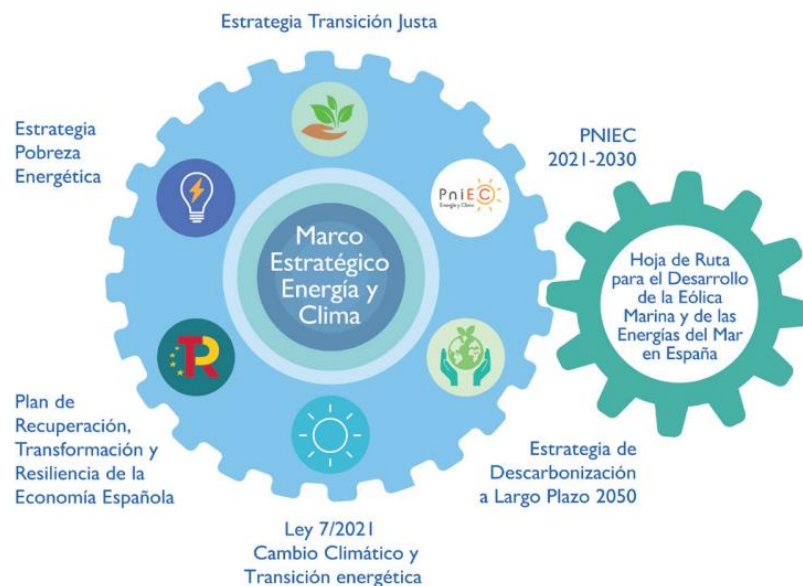 Estrategia Transición Justa
Estrategia
Pobreza
Energética
PNIEC
2021-2030
PniEC
Energía y Clima
Marco
Estratégico
Energía y
Clima
Hoja de Ruta
para el Desarrollo
de la Eólica
Marina y de las
Energías del Mar
en España
TR
Plan de
Recuperación,
Transformación y
Resiliencia de la
Economía Española
Estrategia de
Descarbonización
a Largo Plazo 2050
Ley 7/2021
Cambio Climático y
Transición energética